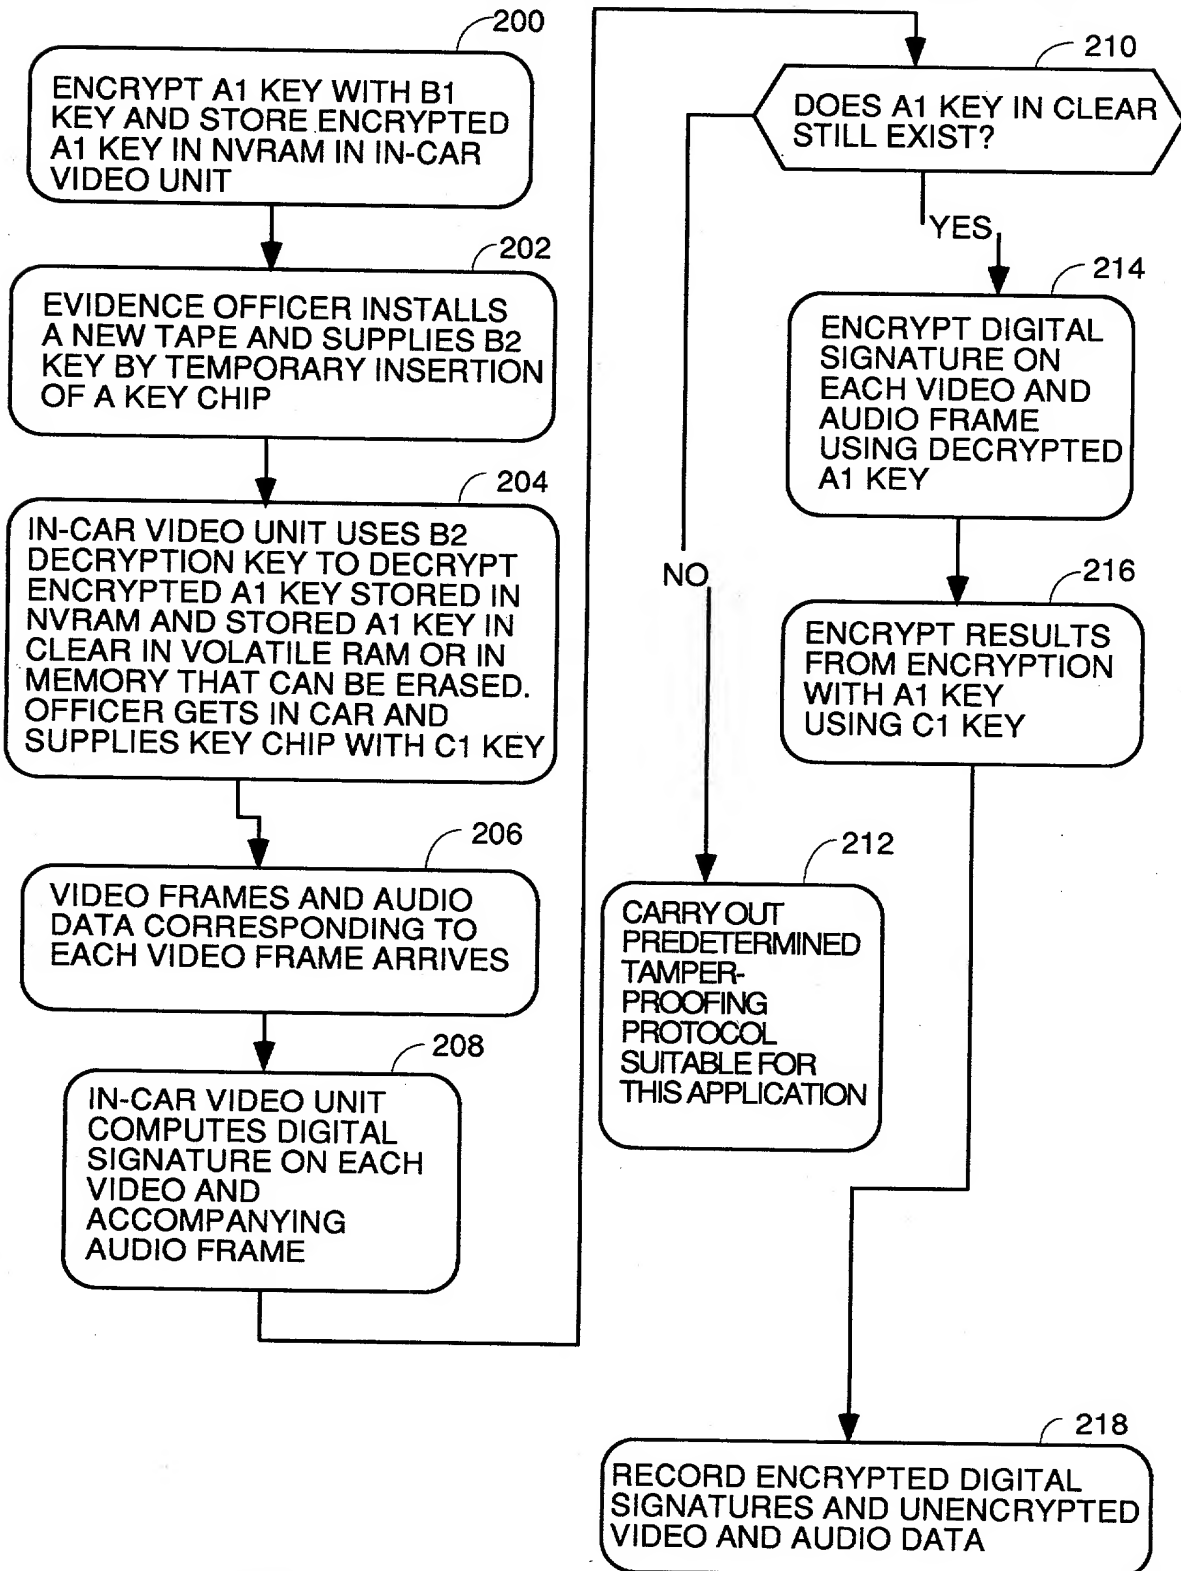 200
ENCRYPT A1 KEY WITH B1
KEY AND STORE ENCRYPTED
A1 KEY IN NVRAM IN IN-CAR
VIDEO UNIT
202
EVIDENCE OFFICER INSTALLS
A NEW TAPE AND SUPPLIES B2
KEY BY TEMPORARY INSERTION
OF A KEY CHIP
204
IN-CAR VIDEO UNIT USES B2
DECRYPTION KEY TO DECRYPT
ENCRYPTED A1 KEY STORED IN
NVRAM AND STORED A1 KEY IN
CLEAR IN VOLATILE RAM OR IN
MEMORY THAT CAN BE ERASED.
OFFICER GETS IN CAR AND
SUPPLIES KEY CHIP WITH C1 KEY
206
VIDEO FRAMES AND AUDIO
DATA CORRESPONDING TO
EACH VIDEO FRAME ARRIVES
208
IN-CAR VIDEO UNIT
COMPUTES DIGITAL
SIGNATURE ON EACH
VIDEO AND
ACCOMPANYING
AUDIO FRAME
210
DOES A1 KEY IN CLEAR
STILL EXIST?
YES
NO
214
ENCRYPT DIGITAL
SIGNATURE ON
EACH VIDEO AND
AUDIO FRAME
USING DECRYPTED
A1 KEY
216
ENCRYPT RESULTS
FROM ENCRYPTION
WITH A1 KEY
USING C1 KEY
212
CARRY OUT
PREDETERMINED
TAMPER-
PROOFING
PROTOCOL
SUITABLE FOR
THIS APPLICATION
218
RECORD ENCRYPTED DIGITAL
SIGNATURES AND UNENCRYPTED
VIDEO AND AUDIO DATA